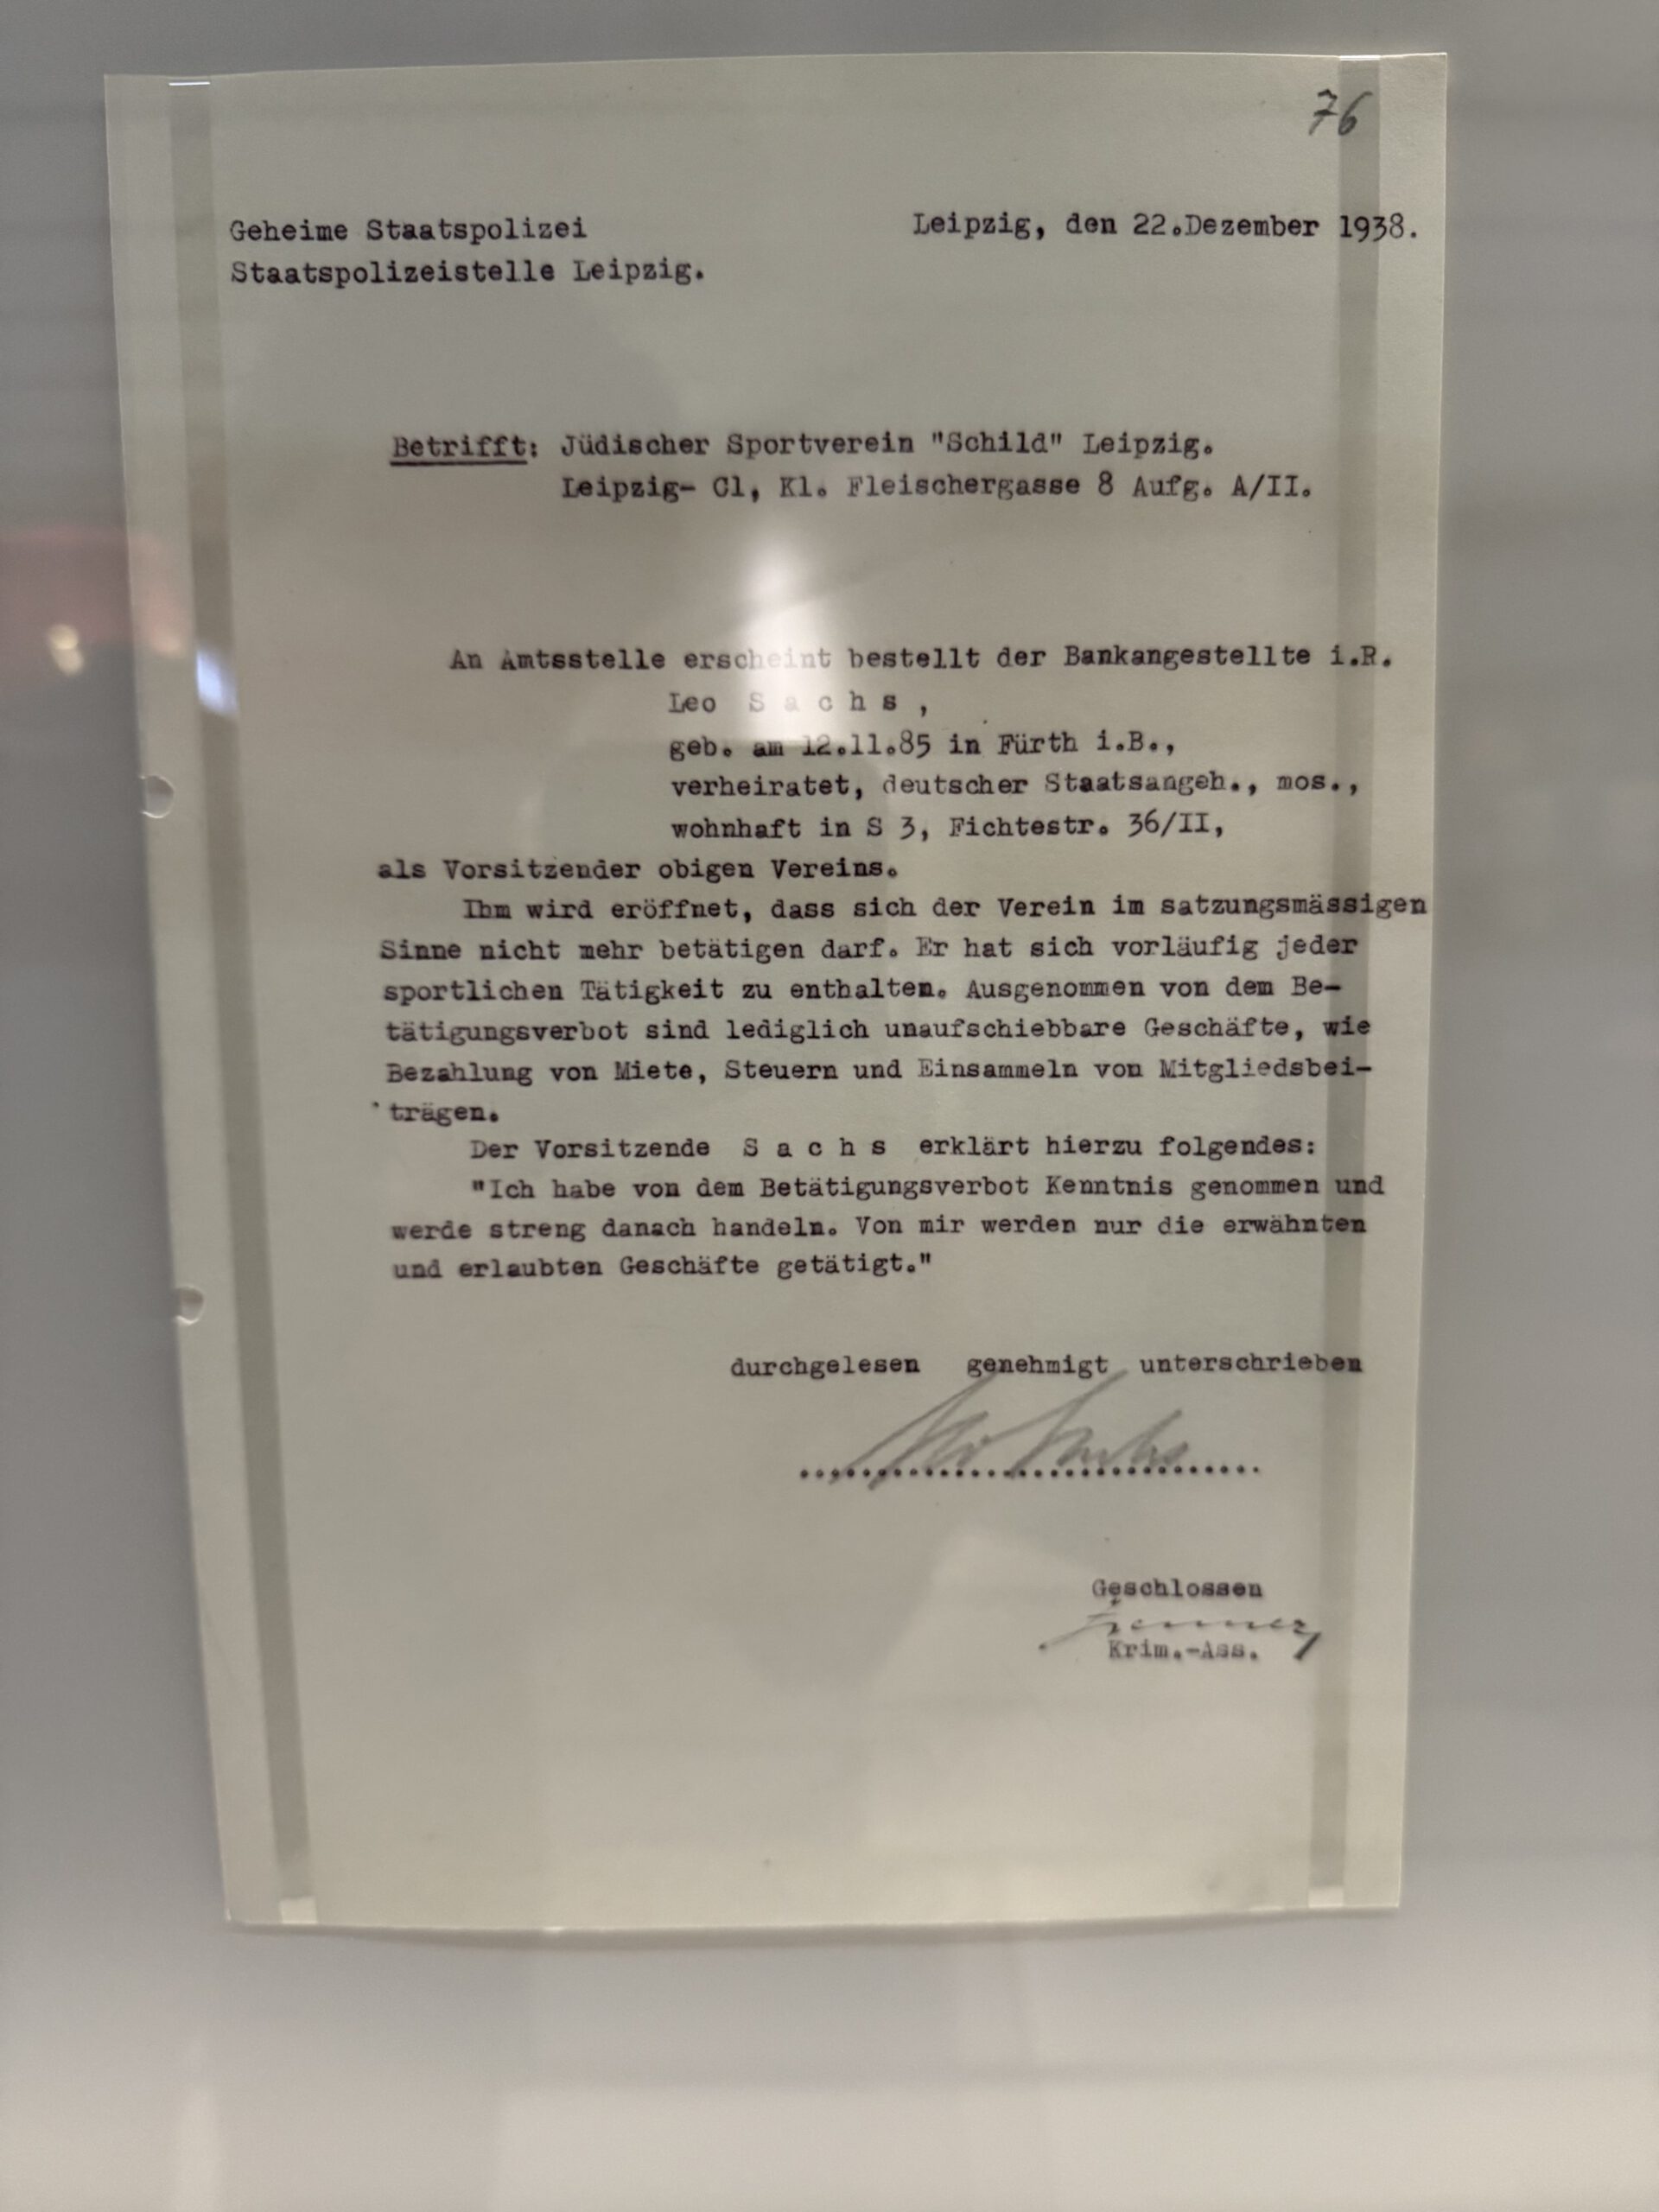 76
Geheime Staatspolizei Leipzig, den 22.Dezember 1938.
Staatspolizeistelle Leipzig.
Betrifft: Jüdischer Sportverein "Schild" Leipzig.
Leipzig- C1, Kl. Fleischergasse 8 Aufg. A/II.
An Amtsstelle erscheint bestellt der Bankangestellte i.R.
Leo S a c h s ,
geb. am 12.11.85 in Fürth i.B.,
verheiratet, deutscher Staatsangeh., mos.,
wohnhaft in S 3, Fichtestr. 36/II,
als Vorsitzender obigen Vereins.
Ihm wird eröffnet, dass sich der Verein im satzungsmässigen
Sinne nicht mehr betätigen darf. Er hat sich vorläufig jeder
sportlichen Tätigkeit zu enthalten. Ausgenommen von dem Be-
tätigungsverbot sind lediglich unaufschiebbare Geschäfte, wie
Bezahlung von Miete, Steuern und Einsammeln von Mitgliedsbei-
trägen.
Der Vorsitzende S a c h s erklärt hierzu folgendes:
"Ich habe von dem Betätigungsverbot Kenntnis genommen und
werde streng danach handeln. Von mir werden nur die erwähnten
und erlaubten Geschäfte getätigt."
durchgelesen genehmigt unterschrieben
Leo Sachs
Geschlossen
Krim.-Ass.